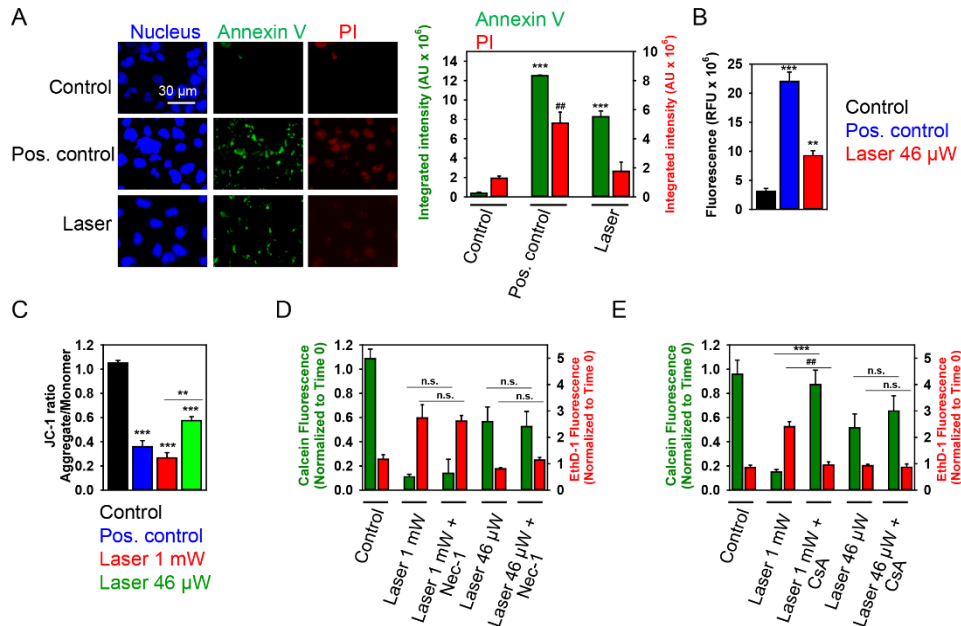 A
Nucleus Annexin V PI
Control
30 µm
Pos. control
Laser
Annexin V
PI
Integrated intensity (AU x 10⁶)
14
12
10
8
6
4
2
0
***
##
***
10
8
6
4
2
0
Integrated intensity (AU x 10⁶)
Control
Pos. control
Laser
B
Fluorescence (RFU x 10⁶)
25
20
15
10
5
0
***
**
Control
Pos. control
Laser 46 µW
C
JC-1 ratio
Aggregate/Monomer
1.2
1.0
0.8
0.6
0.4
0.2
0.0
**
***
***
***
Control
Pos. control
Laser 1 mW
Laser 46 µW
D
Calcein Fluorescence
(Normalized to Time 0)
1.2
1.0
0.8
0.6
0.4
0.2
0.0
n.s.
n.s.
n.s.
n.s.
5
4
3
2
1
0
EthD-1 Fluorescence
(Normalized to Time 0)
Control
Laser 1 mW
Laser 1 mW +
Nec-1
Laser 46 µW
Laser 46 µW +
Nec-1
E
Calcein Fluorescence
(Normalized to Time 0)
1.2
1.0
0.8
0.6
0.4
0.2
0.0
***
##
n.s.
n.s.
5
4
3
2
1
0
EthD-1 Fluorescence
(Normalized to Time 0)
Control
Laser 1 mW
Laser 1 mW +
CsA
Laser 46 µW
Laser 46 µW +
CsA